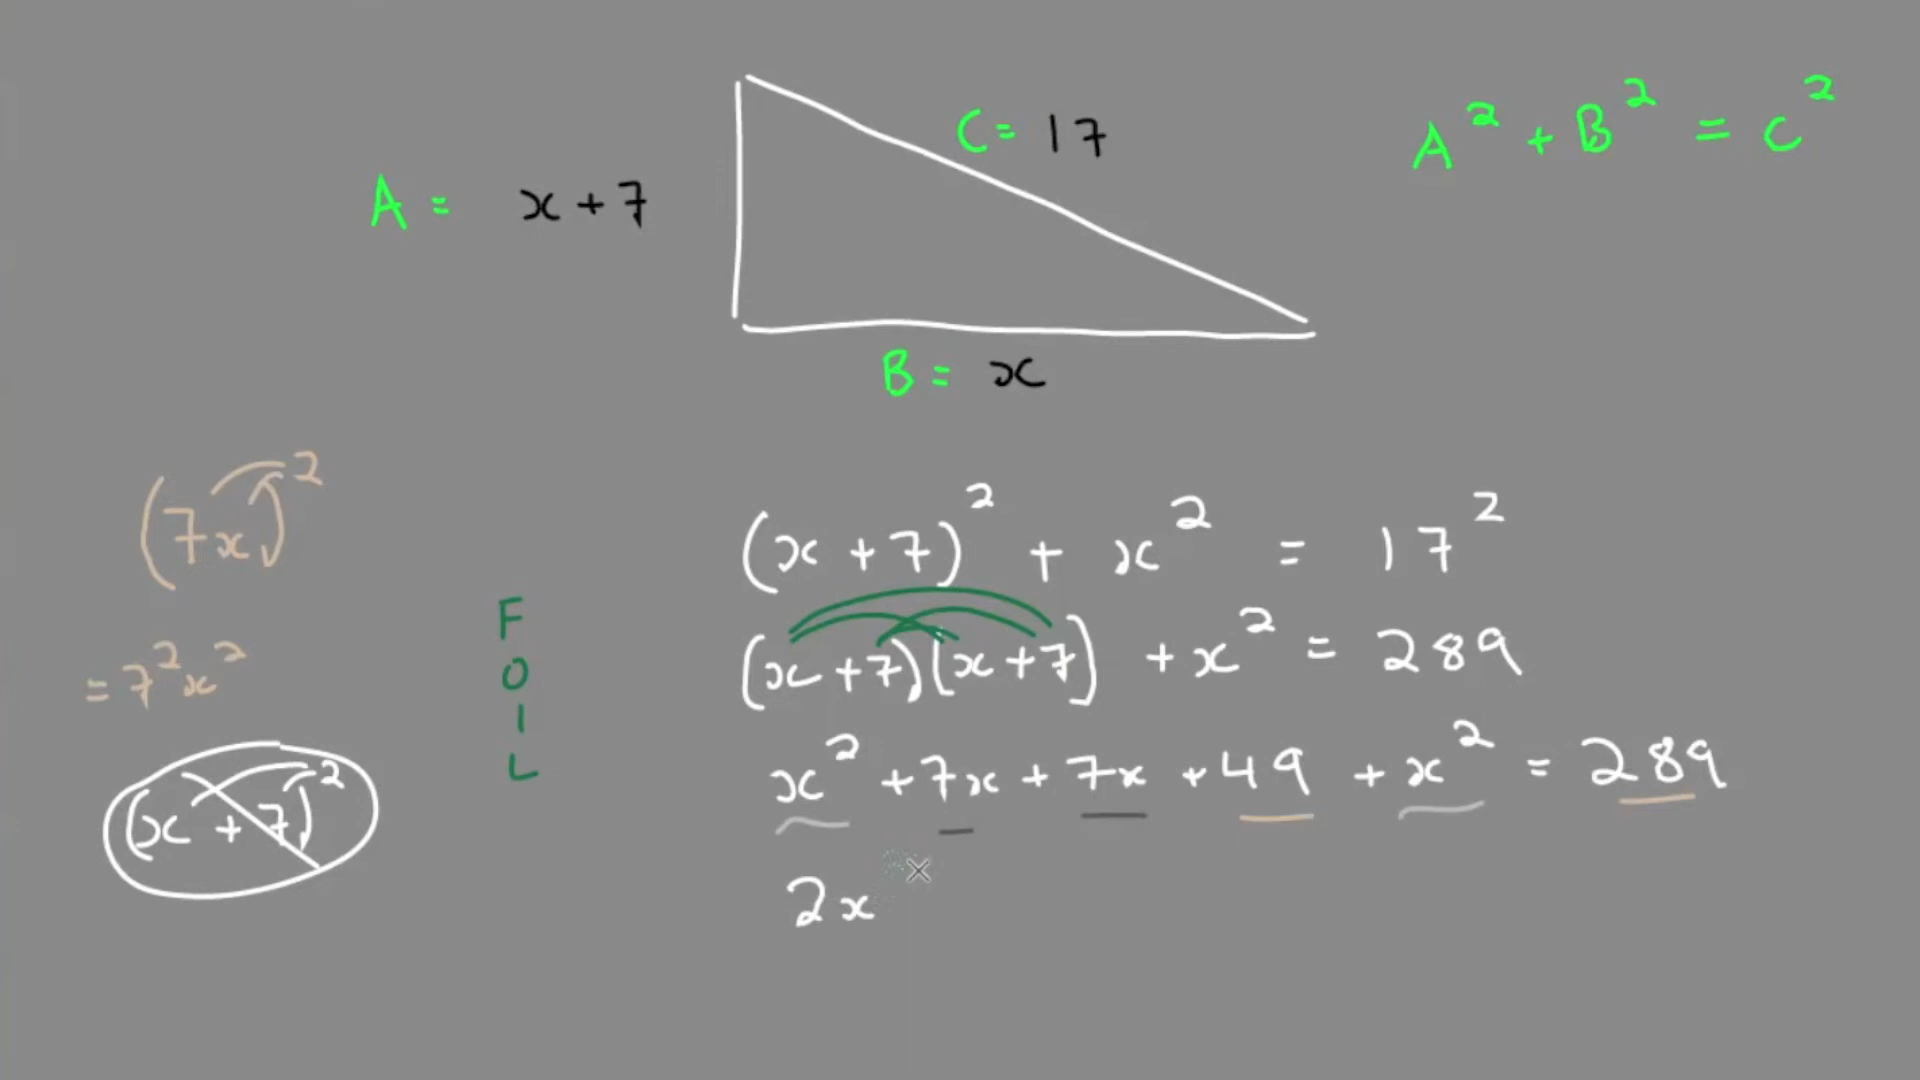 C = 17
A² + B² = C²
A = x + 7
B = x
(7x)²
= 7²x²
(x + 7)²
F
O
I
L
(x + 7)² + x² = 17²
(x + 7)(x + 7) + x² = 289
x² + 7x + 7x + 49 + x² = 289
2x